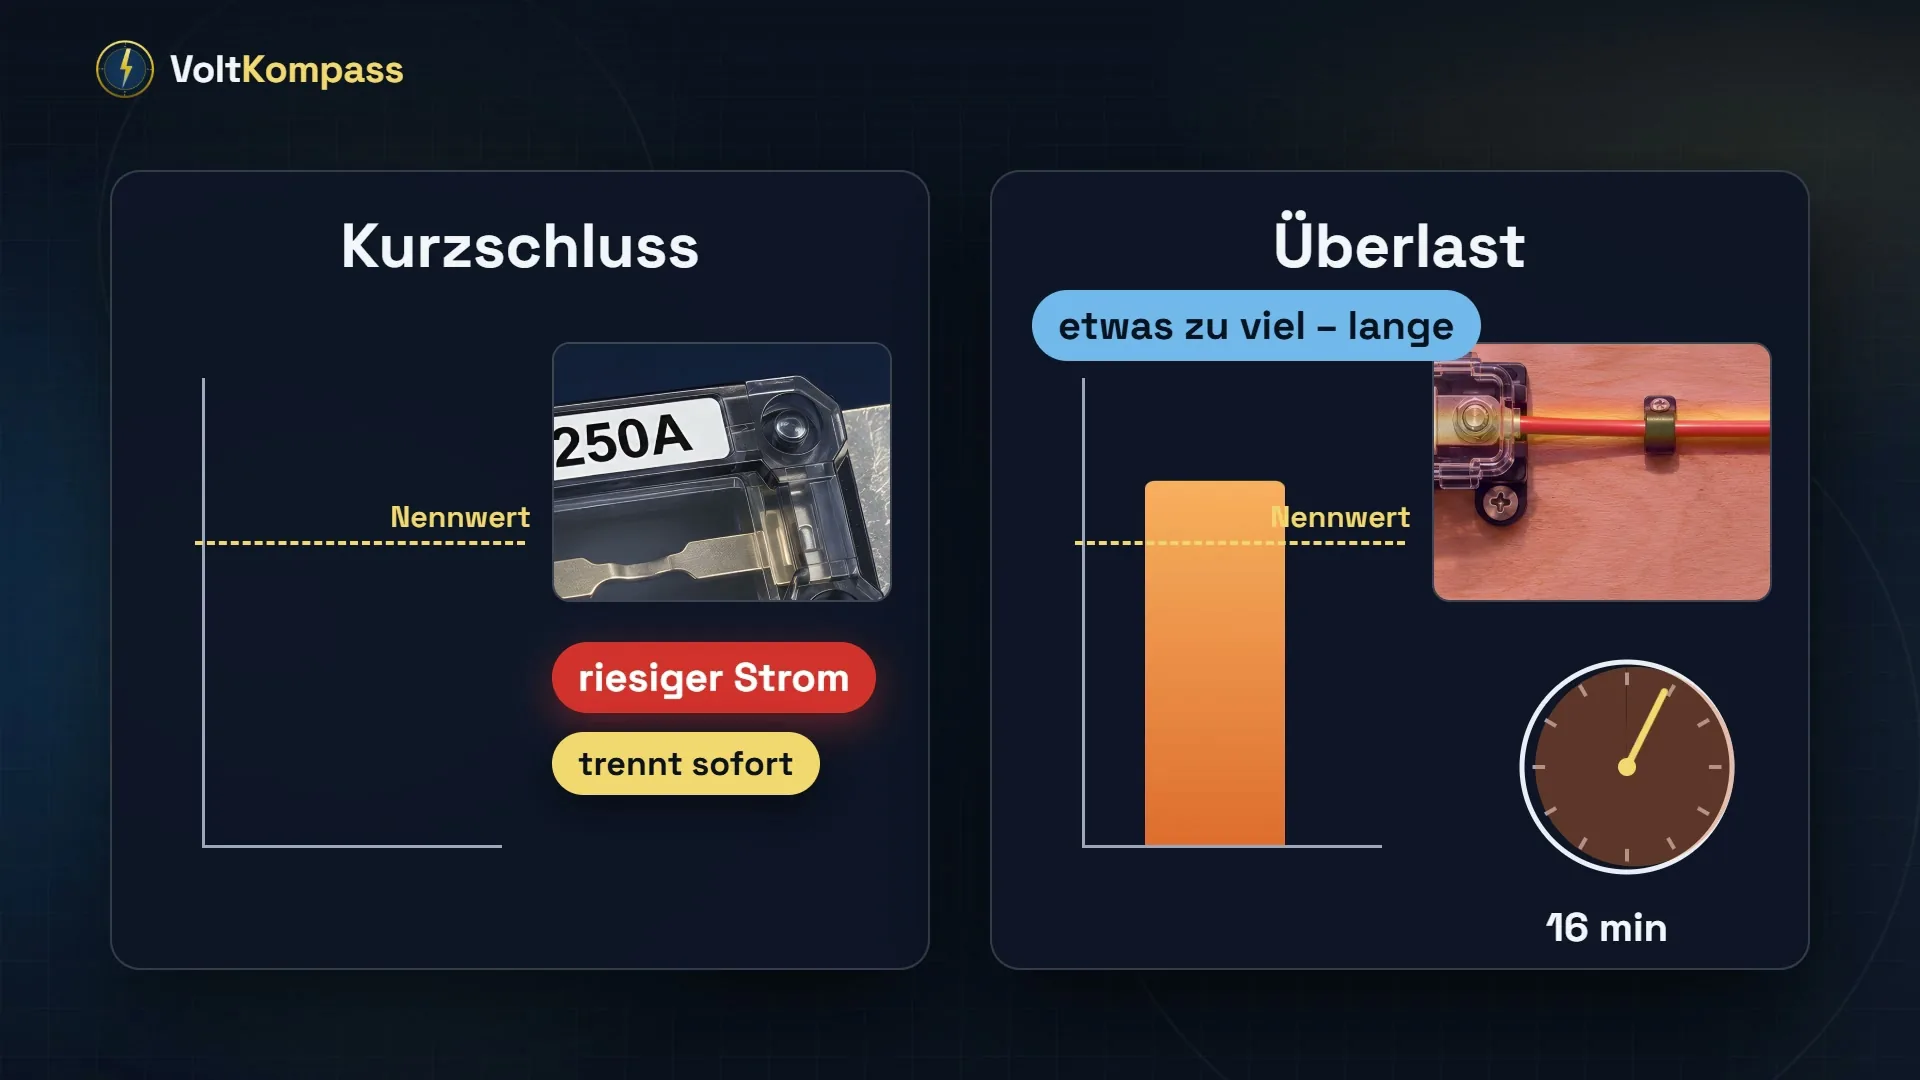 VoltKompass
Kurzschluss
250A
Nennwert
riesiger Strom
trennt sofort
Überlast
etwas zu viel – lange
Nennwert
16 min